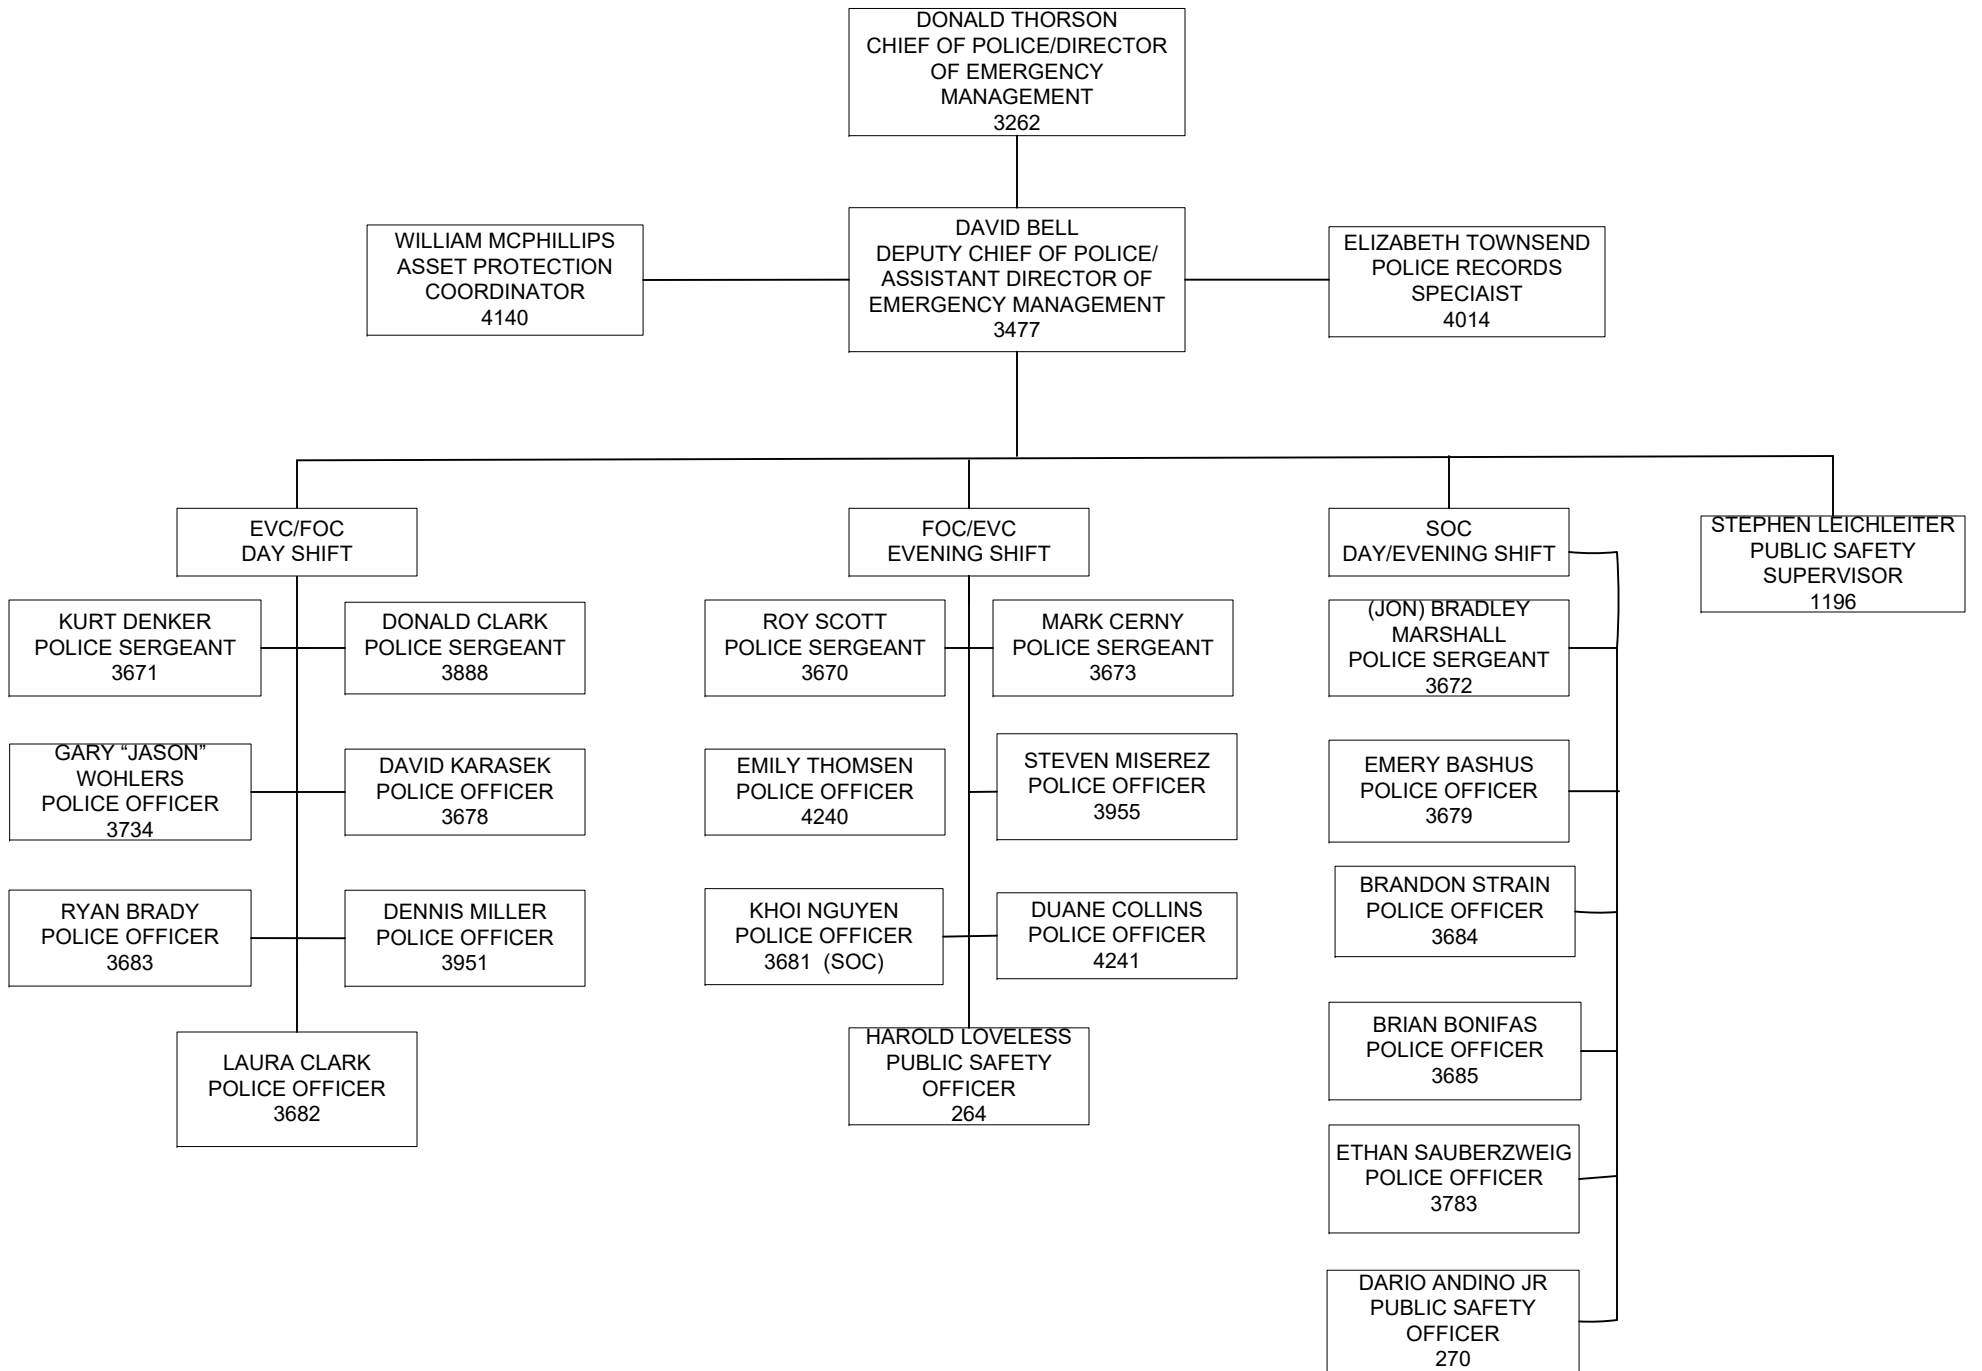 DONALD THORSON
CHIEF OF POLICE/DIRECTOR
OF EMERGENCY
MANAGEMENT
3262
WILLIAM MCPHILLIPS
ASSET PROTECTION
COORDINATOR
4140
DAVID BELL
DEPUTY CHIEF OF POLICE/
ASSISTANT DIRECTOR OF
EMERGENCY MANAGEMENT
3477
ELIZABETH TOWNSEND
POLICE RECORDS
SPECIAIST
4014
EVC/FOC
DAY SHIFT
FOC/EVC
EVENING SHIFT
SOC
DAY/EVENING SHIFT
STEPHEN LEICHLEITER
PUBLIC SAFETY
SUPERVISOR
1196
KURT DENKER
POLICE SERGEANT
3671
DONALD CLARK
POLICE SERGEANT
3888
ROY SCOTT
POLICE SERGEANT
3670
MARK CERNY
POLICE SERGEANT
3673
(JON) BRADLEY
MARSHALL
POLICE SERGEANT
3672
GARY “JASON”
WOHLERS
POLICE OFFICER
3734
DAVID KARASEK
POLICE OFFICER
3678
EMILY THOMSEN
POLICE OFFICER
4240
STEVEN MISEREZ
POLICE OFFICER
3955
EMERY BASHUS
POLICE OFFICER
3679
RYAN BRADY
POLICE OFFICER
3683
DENNIS MILLER
POLICE OFFICER
3951
KHOI NGUYEN
POLICE OFFICER
3681 (SOC)
DUANE COLLINS
POLICE OFFICER
4241
BRANDON STRAIN
POLICE OFFICER
3684
LAURA CLARK
POLICE OFFICER
3682
HAROLD LOVELESS
PUBLIC SAFETY
OFFICER
264
BRIAN BONIFAS
POLICE OFFICER
3685
ETHAN SAUBERZWEIG
POLICE OFFICER
3783
DARIO ANDINO JR
PUBLIC SAFETY
OFFICER
270